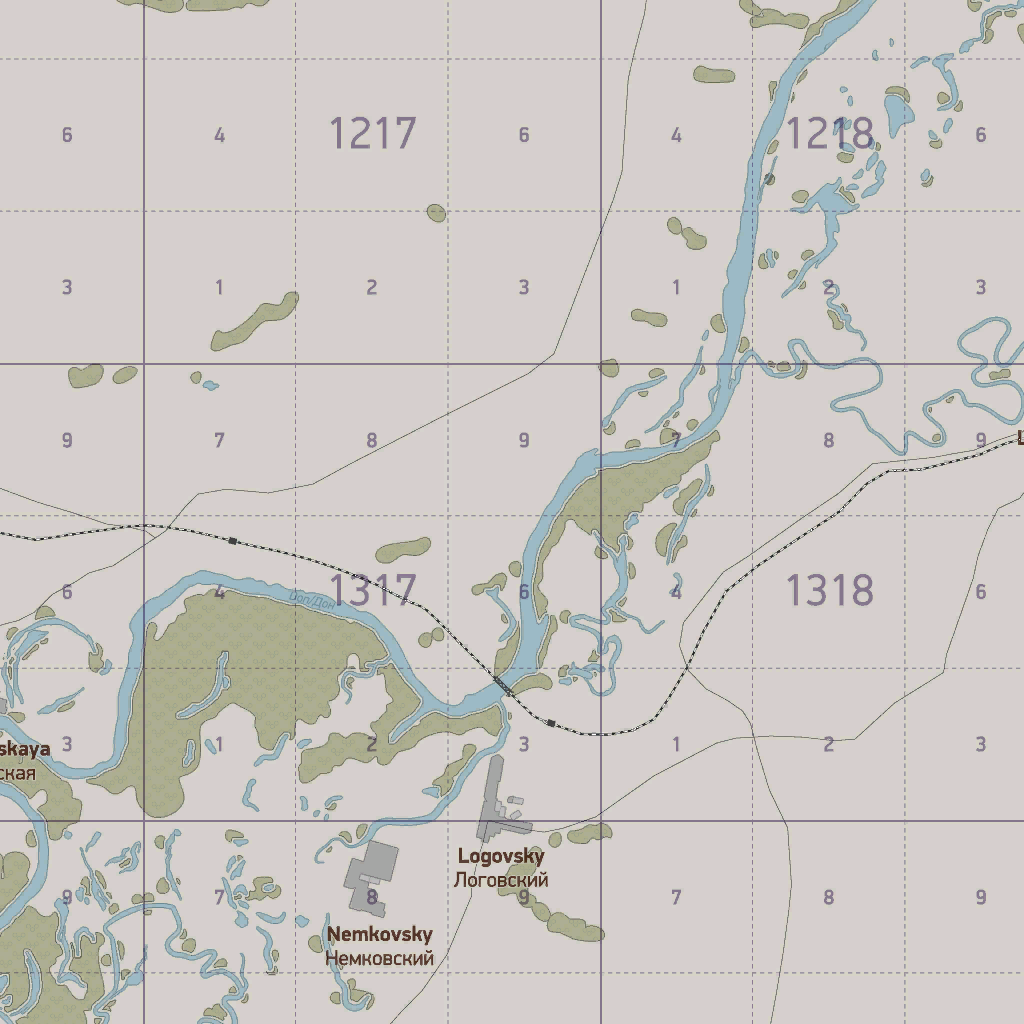 6 4 1217 6 4 1218 6
3 1 2 3 1 2 3
9 7 8 9 7 8 9
6 4 1317 6 4 1318 6
Don/Дон
skaya
ская
3 1 2 3 1 2 3
Logovsky
Логовский
9 7 8 9 7 8 9
Nemkovsky
Немковский